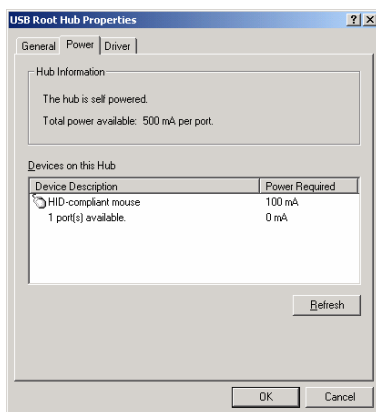 USB Root Hub Properties
General Power Driver
Hub Information
The hub is self powered.
Total power available: 500 mA per port.
Devices on this Hub
Device Description Power Required
HID-compliant mouse 100 mA
1 port(s) available. 0 mA
Refresh
OK Cancel